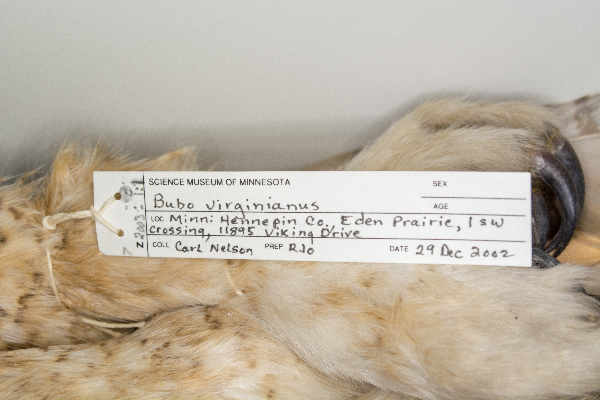 SCIENCE MUSEUM OF MINNESOTA
SEX
Bubo virginianus
AGE
LOC Minn: Hennepin Co, Eden Prairie, 1 SW
crossing, 11895 Viking Drive
COLL Carl Nelson PREP RJO DATE 29 Dec 2002